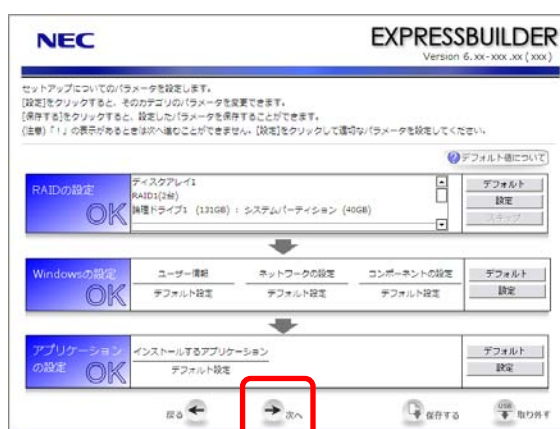 NEC
EXPRESSBUILDER
Version 6.xx-xxx.xx (xxx)
セットアップについてのパラメータを設定します。
[設定]をクリックすると、そのカテゴリのパラメータを変更できます。
[保存する]をクリックすると、設定したパラメータを保存することができます。
(注意)「！」の表示があるときは次へ進むことができません。[設定]をクリックして適切なパラメータを設定してください。
デフォルト値について
RAIDの設定
OK
ディスクアレイ1
RAID1(2台)
論理ドライブ1 (131GB) : システムパーティション (40GB)
デフォルト
設定
スキップ
Windowsの設定
OK
ユーザー情報 ネットワークの設定 コンポーネントの設定
デフォルト設定 デフォルト設定 デフォルト設定
デフォルト
設定
アプリケーション
の設定 OK
インストールするアプリケーション
デフォルト設定
デフォルト
設定
戻る 次へ 保存する USB 取り外す